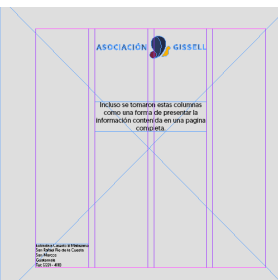 ASOCIACIÓN GISSELL
Incluso se tomaron estas columnas
como una forma de presentar la
información contenida en una pagina
completa.
San Rafael Pie de la Cuesta
San Marcos
Guatemala